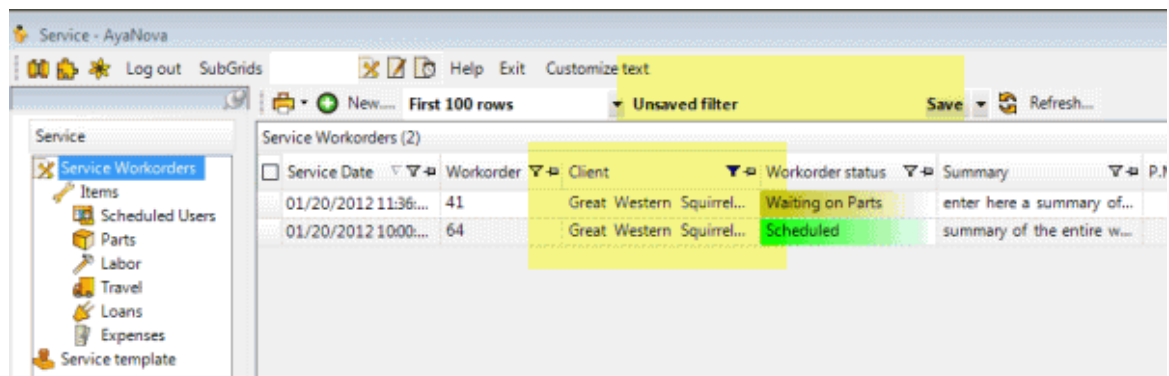 Service - AyaNova
Log out SubGrids Help Exit Customize text
New.... First 100 rows Unsaved filter Save Refresh...
Service
Service Workorders (2)
Service Workorders
Service Date Workorder Client Workorder status Summary
Items
01/20/2012 11:36:... 41 Great Western Squirrel... Waiting on Parts enter here a summary of...
Scheduled Users
01/20/2012 10:00:... 64 Great Western Squirrel... Scheduled summary of the entire w...
Parts
Labor
Travel
Loans
Expenses
Service template